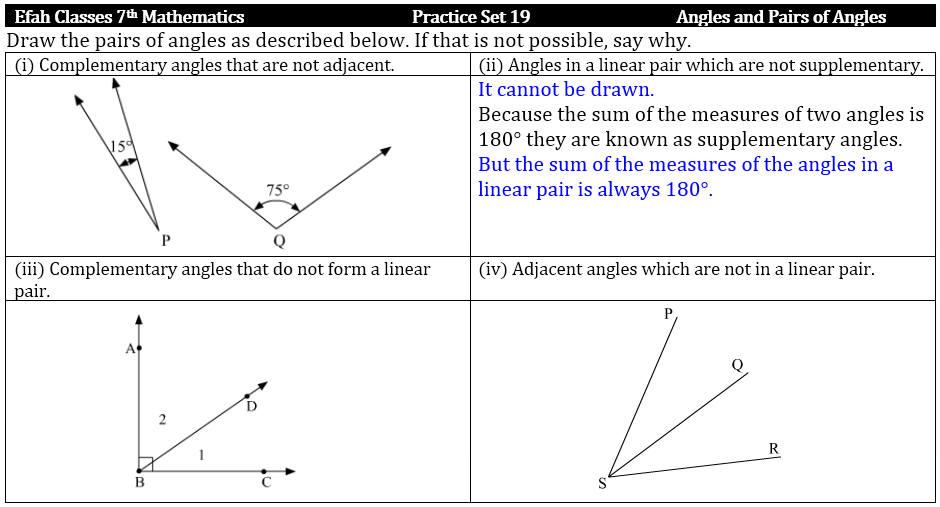 Efah Classes 7th Mathematics Practice Set 19 Angles and Pairs of Angles
Draw the pairs of angles as described below. If that is not possible, say why.
(i) Complementary angles that are not adjacent.
15°
75°
P
Q
(ii) Angles in a linear pair which are not supplementary.
It cannot be drawn.
Because the sum of the measures of two angles is
180° they are known as supplementary angles.
But the sum of the measures of the angles in a
linear pair is always 180°.
(iii) Complementary angles that do not form a linear
pair.
A
D
2
1
B
C
(iv) Adjacent angles which are not in a linear pair.
P
Q
R
S